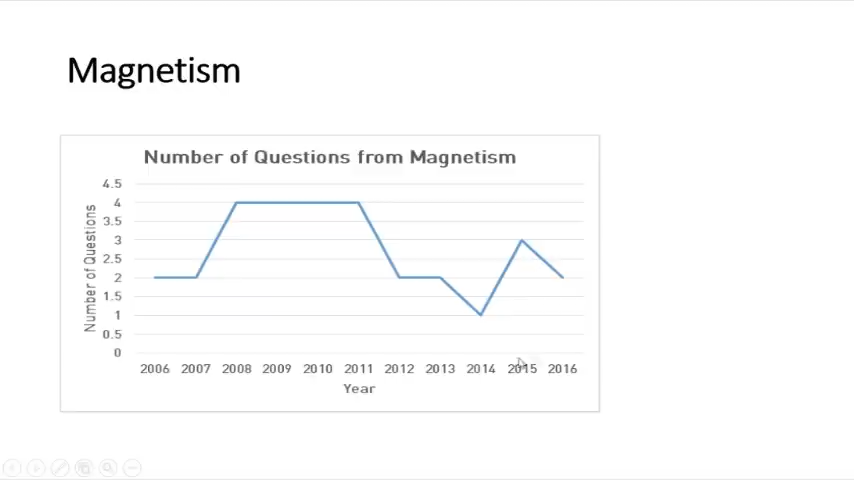 Magnetism
Number of Questions from Magnetism
Number of Questions
4.5
4
3.5
3
2.5
2
1.5
1
0.5
0
2006 2007 2008 2009 2010 2011 2012 2013 2014 2015 2016
Year